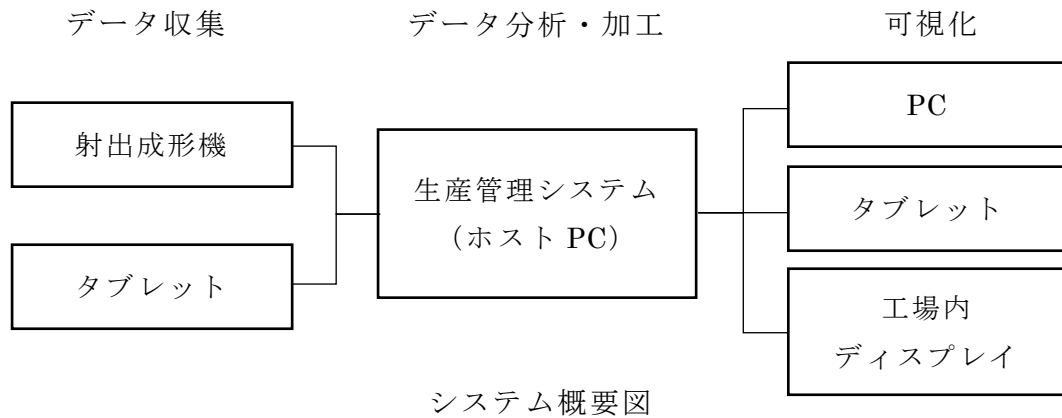 データ収集
データ分析・加工
可視化
射出成形機
タブレット
生産管理システム
（ホスト PC）
PC
タブレット
工場内
ディスプレイ
システム概要図